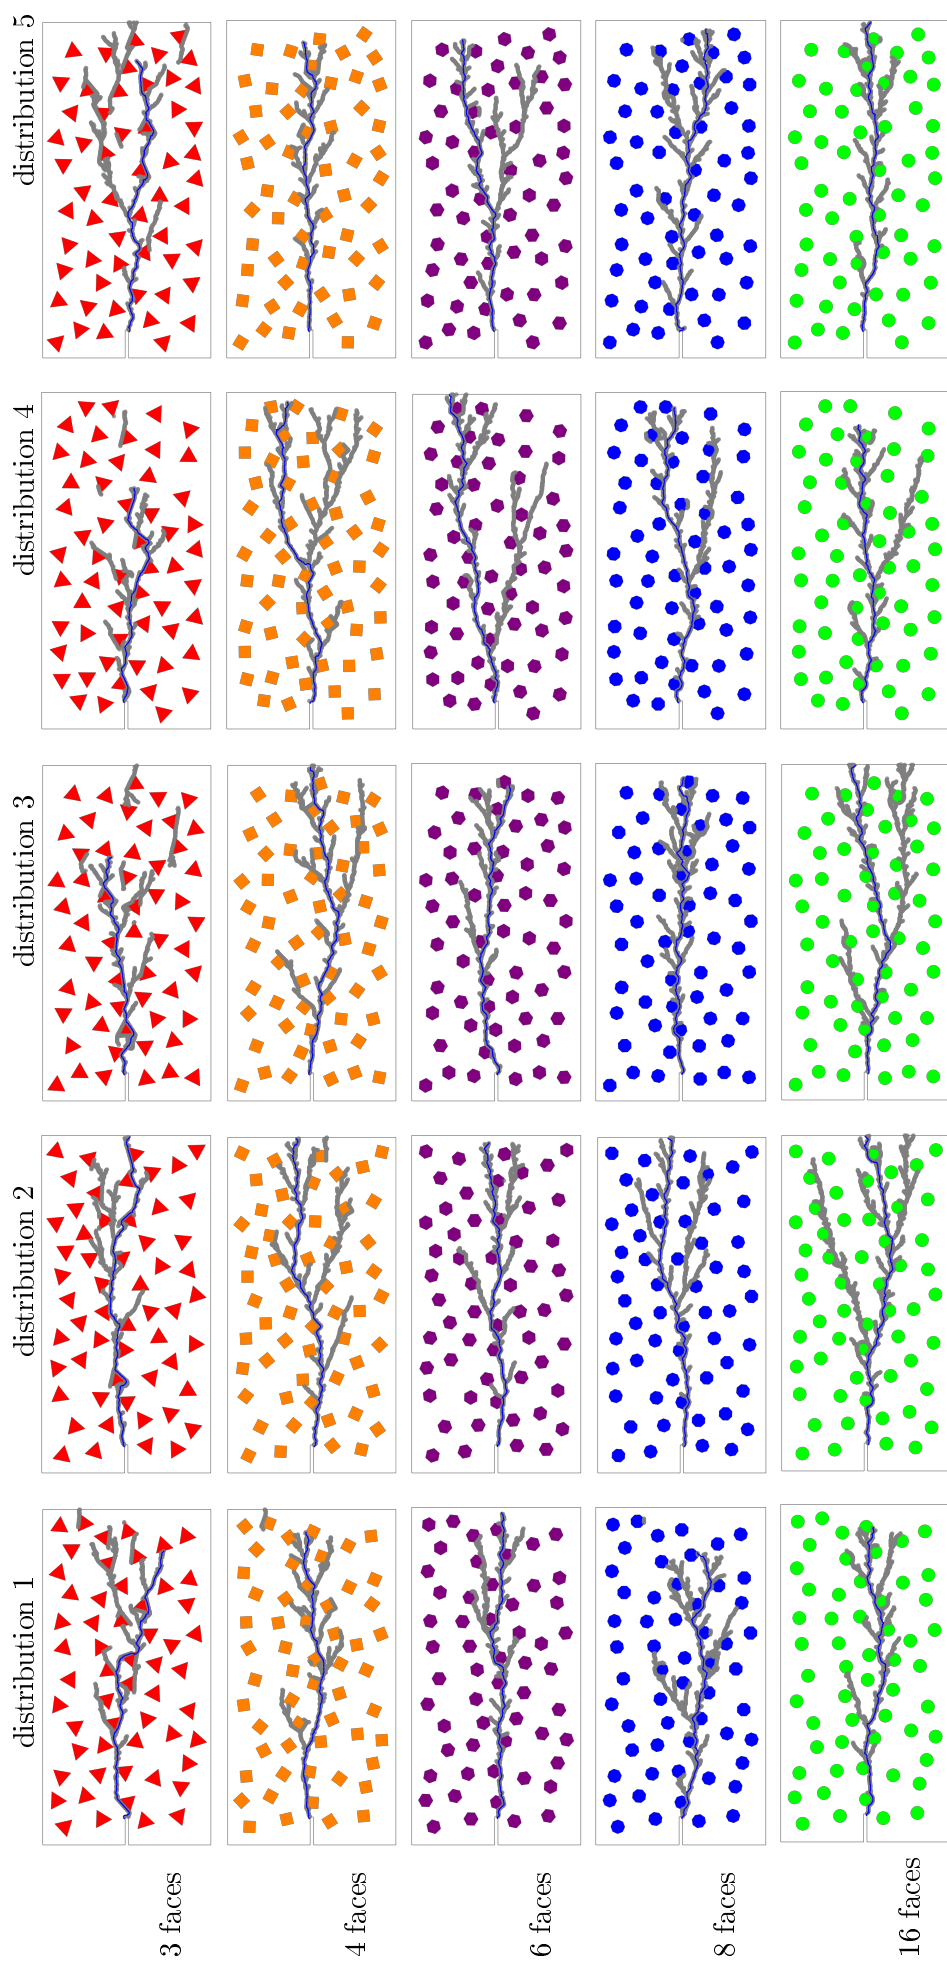 distribution 1
distribution 2
distribution 3
distribution 4
distribution 5
3 faces
4 faces
6 faces
8 faces
16 faces